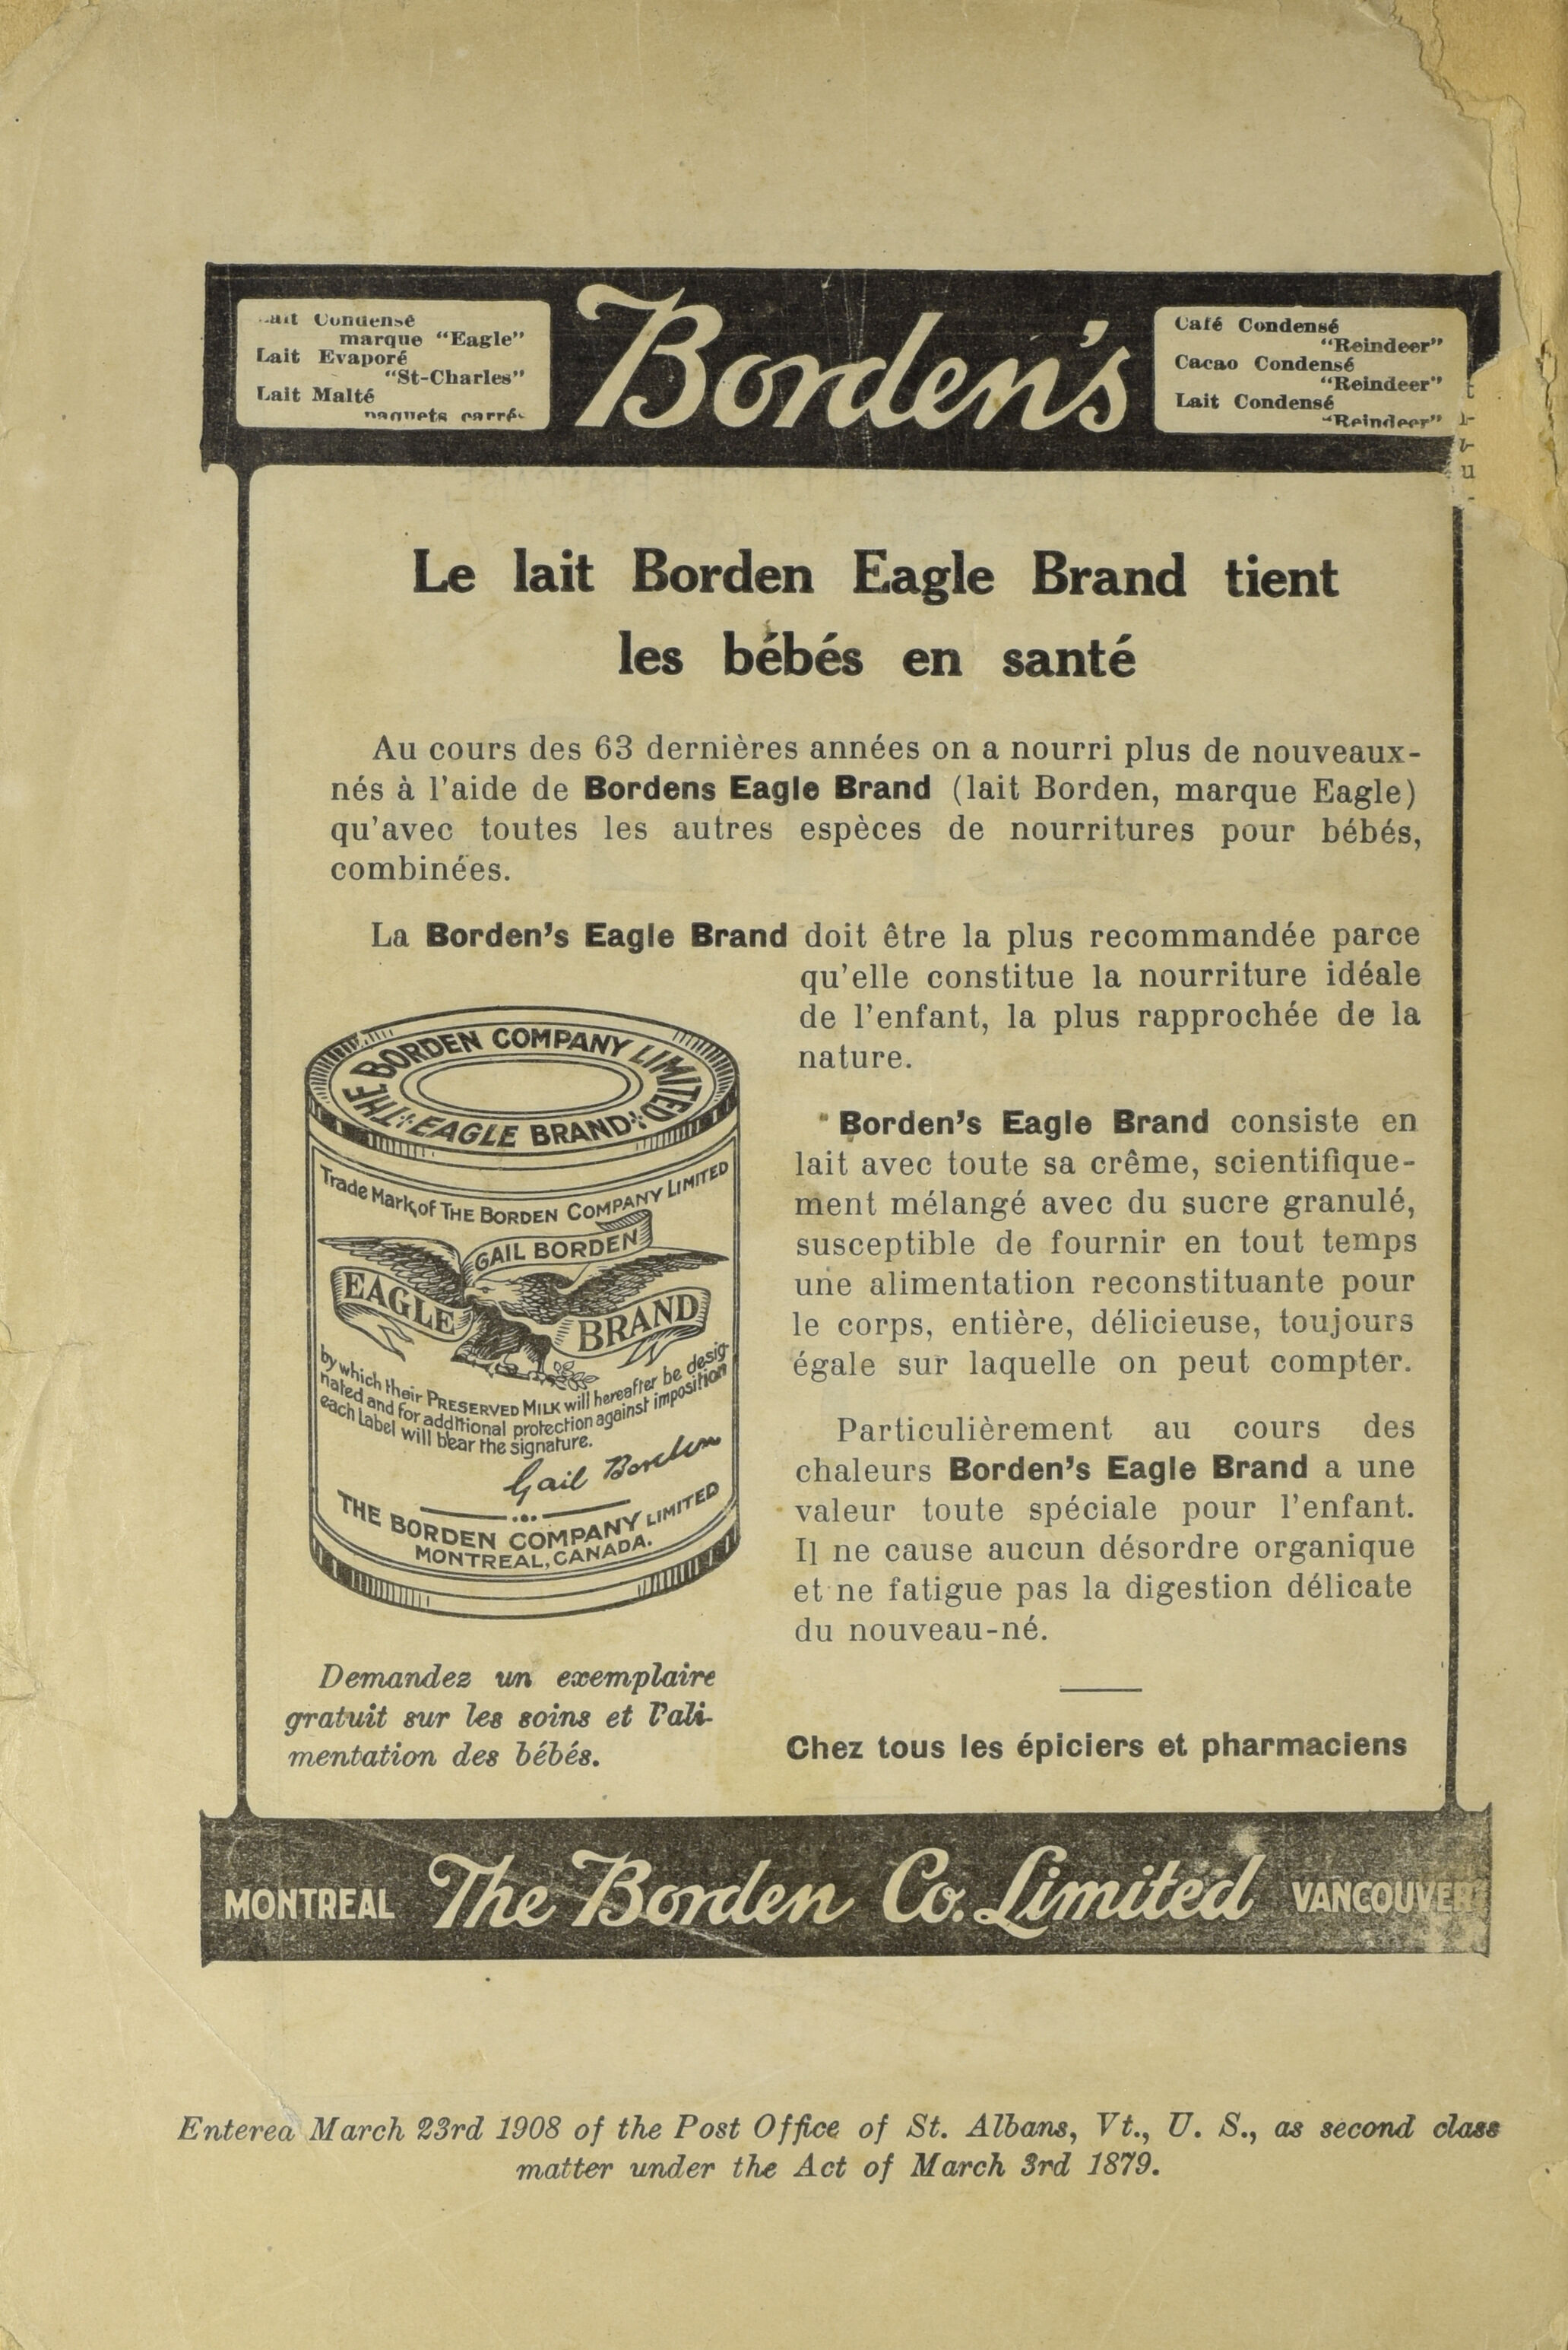 Lait Condensé
marque “Eagle”
Lait Evaporé
“St-Charles”
Lait Malté
paquets carrés
Borden's
Café Condensé
“Reindeer”
Cacao Condensé
“Reindeer”
Lait Condensé
“Reindeer”
Le lait Borden Eagle Brand tient
les bébés en santé
Au cours des 63 dernières années on a nourri plus de nouveaux-
nés à l'aide de Bordens Eagle Brand (lait Borden, marque Eagle)
qu'avec toutes les autres espèces de nourritures pour bébés,
combinées.
La Borden's Eagle Brand doit être la plus recommandée parce
qu'elle constitue la nourriture idéale
de l'enfant, la plus rapprochée de la
nature.
Borden's Eagle Brand consiste en
lait avec toute sa crême, scientifique-
ment mélangé avec du sucre granulé,
susceptible de fournir en tout temps
une alimentation reconstituante pour
le corps, entière, délicieuse, toujours
égale sur laquelle on peut compter.
Particulièrement au cours des
chaleurs Borden's Eagle Brand a une
valeur toute spéciale pour l'enfant.
Il ne cause aucun désordre organique
et ne fatigue pas la digestion délicate
du nouveau-né.
Chez tous les épiciers et pharmaciens
THE BORDEN COMPANY LIMITED
EAGLE BRAND
Trade Mark of THE BORDEN COMPANY LIMITED
GAIL BORDEN
EAGLE BRAND
by which their PRESERVED MILK will hereafter be desig-
nated and for additional protection against imposition
each Label will bear the signature.
Gail Borden
THE BORDEN COMPANY LIMITED
MONTREAL, CANADA.
Demandez un exemplaire
gratuit sur les soins et l'ali-
mentation des bébés.
MONTREAL The Borden Co. Limited VANCOUVER
Entered March 23rd 1908 of the Post Office of St. Albans, Vt., U. S., as second class
matter under the Act of March 3rd 1879.